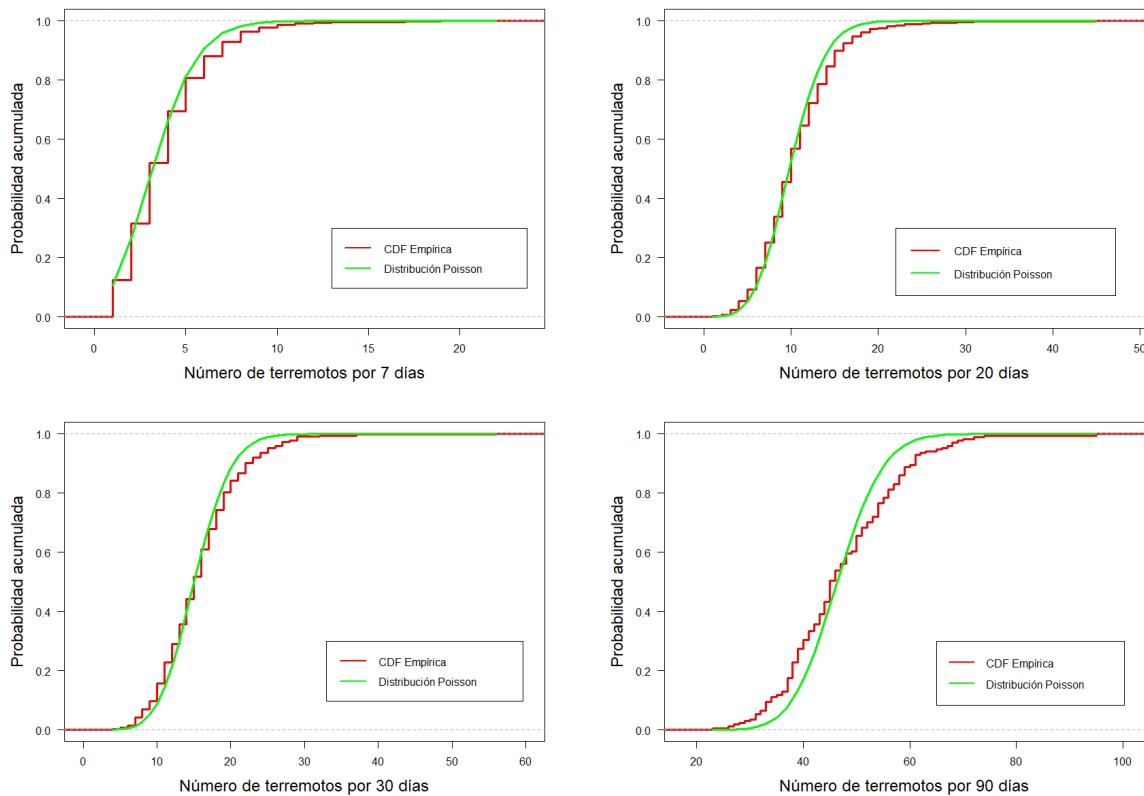 1.0
0.8
0.6
0.4
0.2
0.0
Probabilidad acumulada
CDF Empírica
Distribución Poisson
0 5 10 15 20
Número de terremotos por 7 días
1.0
0.8
0.6
0.4
0.2
0.0
Probabilidad acumulada
CDF Empírica
Distribución Poisson
0 10 20 30 40 50
Número de terremotos por 20 días
1.0
0.8
0.6
0.4
0.2
0.0
Probabilidad acumulada
CDF Empírica
Distribución Poisson
0 10 20 30 40 50 60
Número de terremotos por 30 días
1.0
0.8
0.6
0.4
0.2
0.0
Probabilidad acumulada
CDF Empírica
Distribución Poisson
20 40 60 80 100
Número de terremotos por 90 días